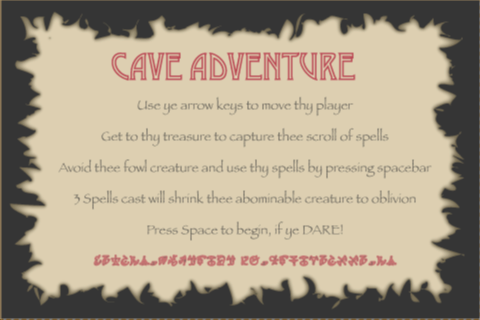 CAVE ADVENTURE
Use ye arrow keys to move thy player
Get to thy treasure to capture thee scroll of spells
Avoid thee fowl creature and use thy spells by pressing spacebar
3 Spells cast will shrink thee abominable creature to oblivion
Press Space to begin, if ye DARE!